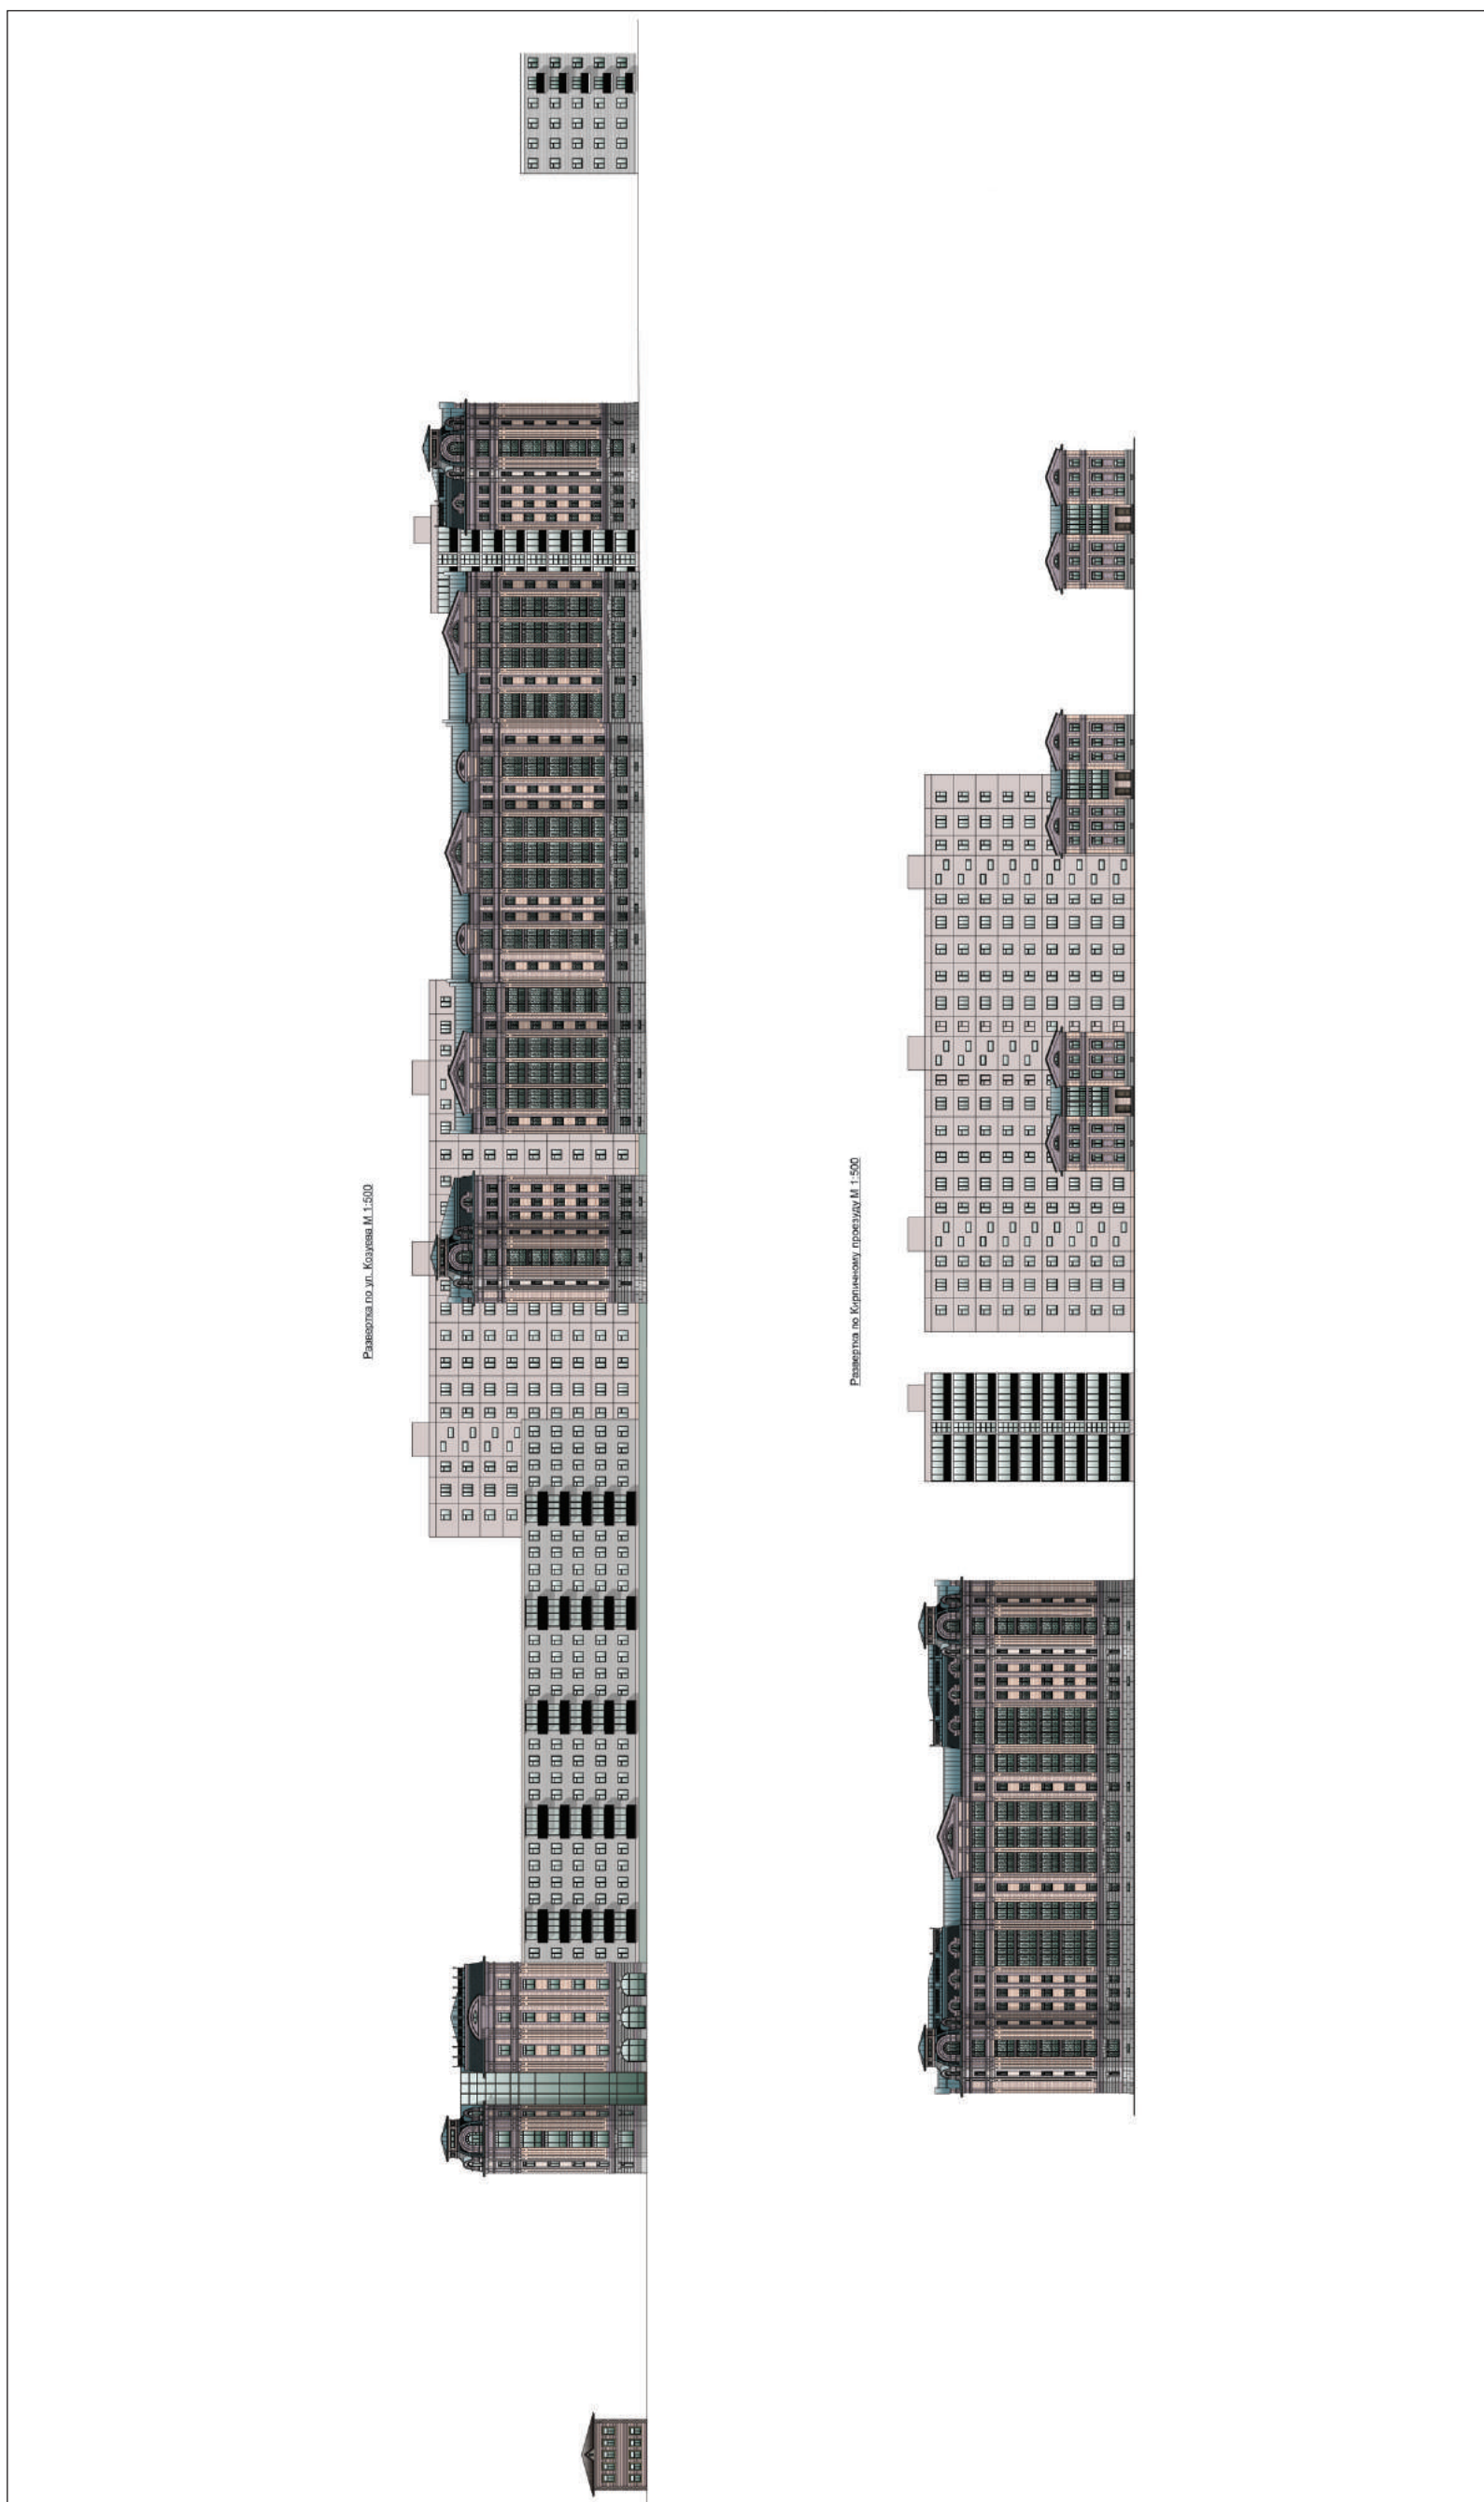 Развертка по ул. Козуева М 1:500
Развертка по Кирпичному проезду М 1:500